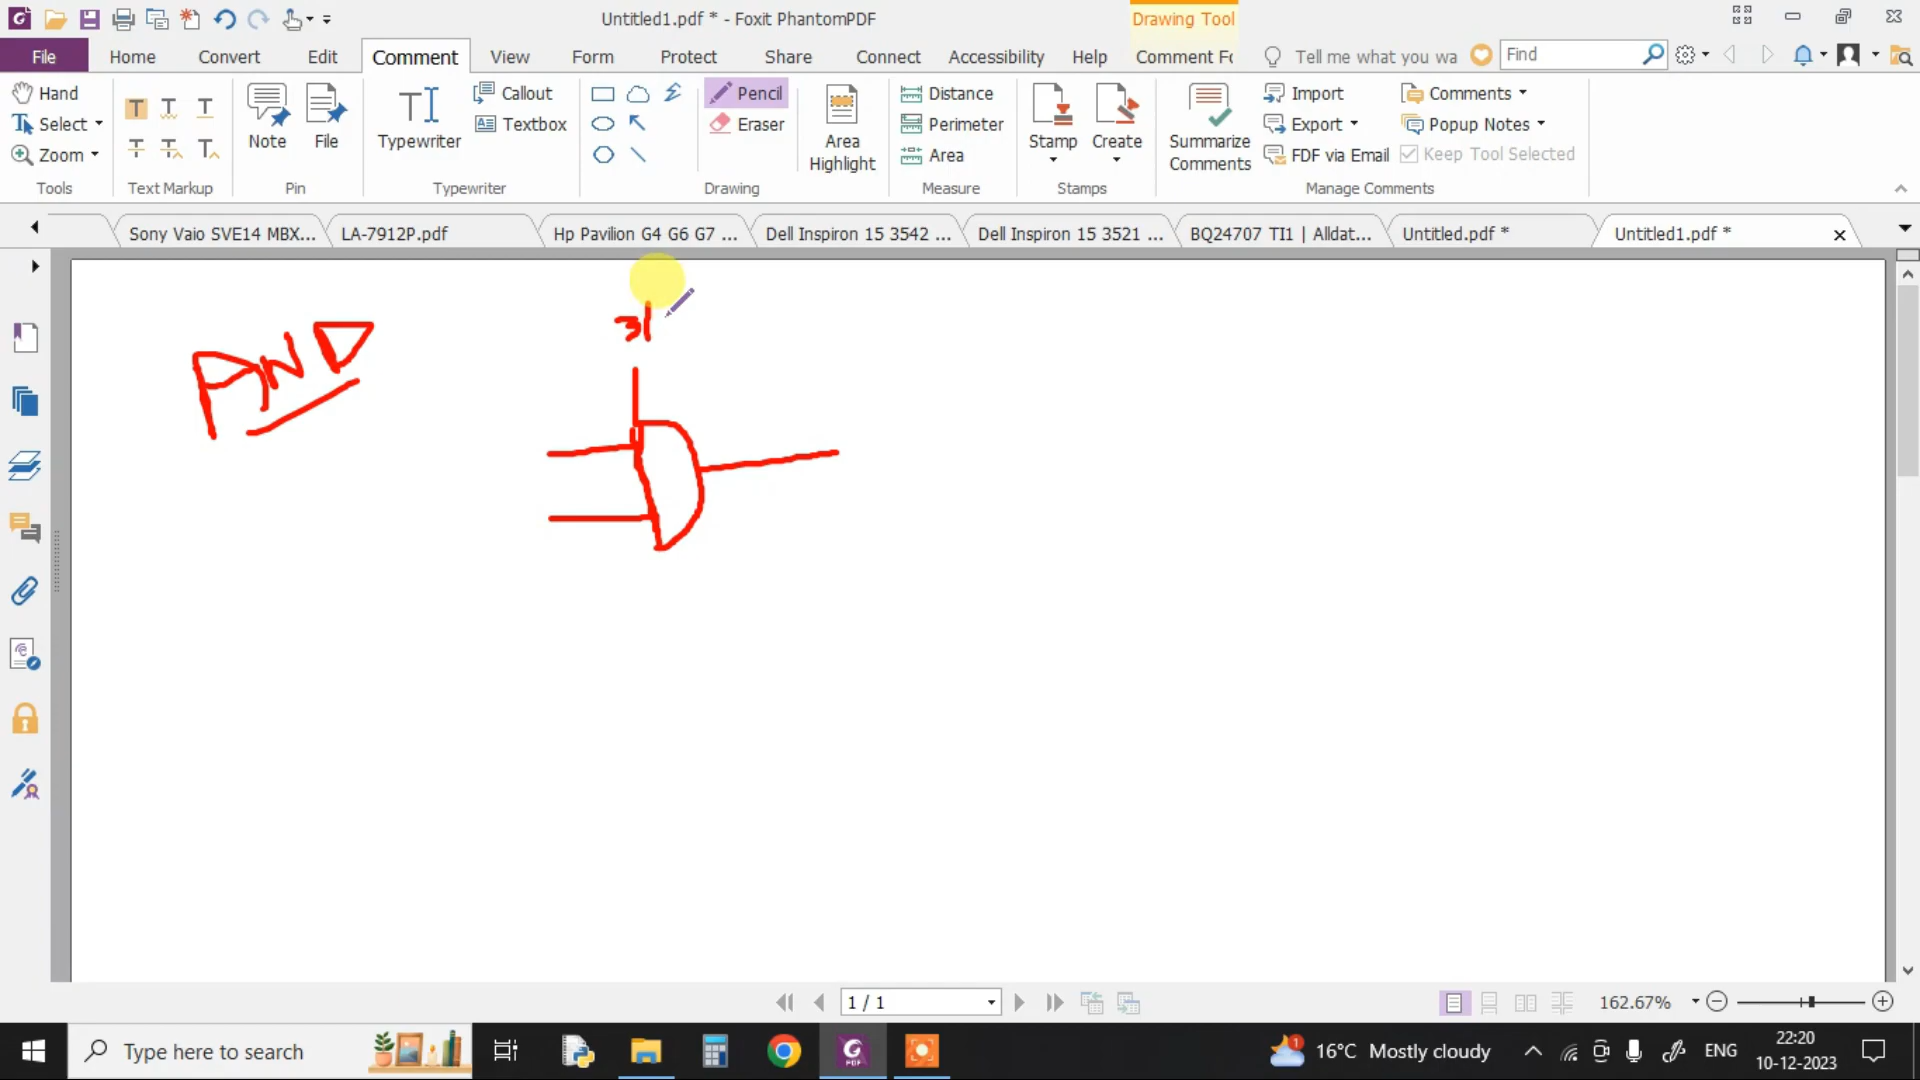 Untitled1.pdf * - Foxit PhantomPDF
Drawing Tool
File Home Convert Edit Comment View Form Protect Share Connect Accessibility Help Comment Fc Tell me what you wa Find
Hand
Select
Zoom
Tools
Text Markup
Note
File
Pin
Typewriter
Callout
Textbox
Typewriter
Pencil
Eraser
Drawing
Area
Highlight
Distance
Perimeter
Area
Measure
Stamp
Create
Stamps
Summarize
Comments
Import
Export
FDF via Email
Comments
Popup Notes
Keep Tool Selected
Manage Comments
Sony Vaio SVE14 MBX... LA-7912P.pdf Hp Pavilion G4 G6 G7 ... Dell Inspiron 15 3542 ... Dell Inspiron 15 3521 ... BQ24707 TI1 | Alldat... Untitled.pdf * Untitled1.pdf *
AND
1 / 1
162.67%
Type here to search
16°C Mostly cloudy
ENG
22:20
10-12-2023